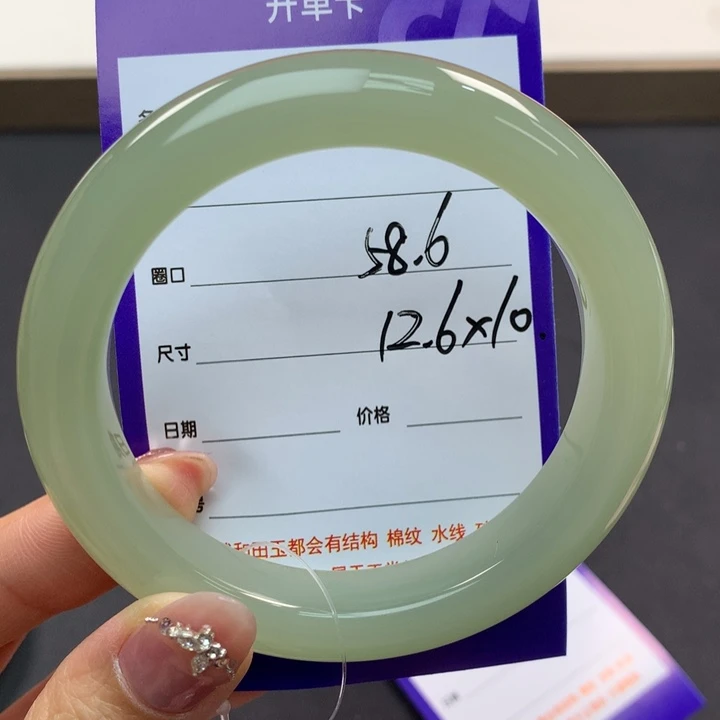 开单卡
圈口 58.6
尺寸 12.6x10.
日期 价格
和田玉都会有结构 棉纹 水线